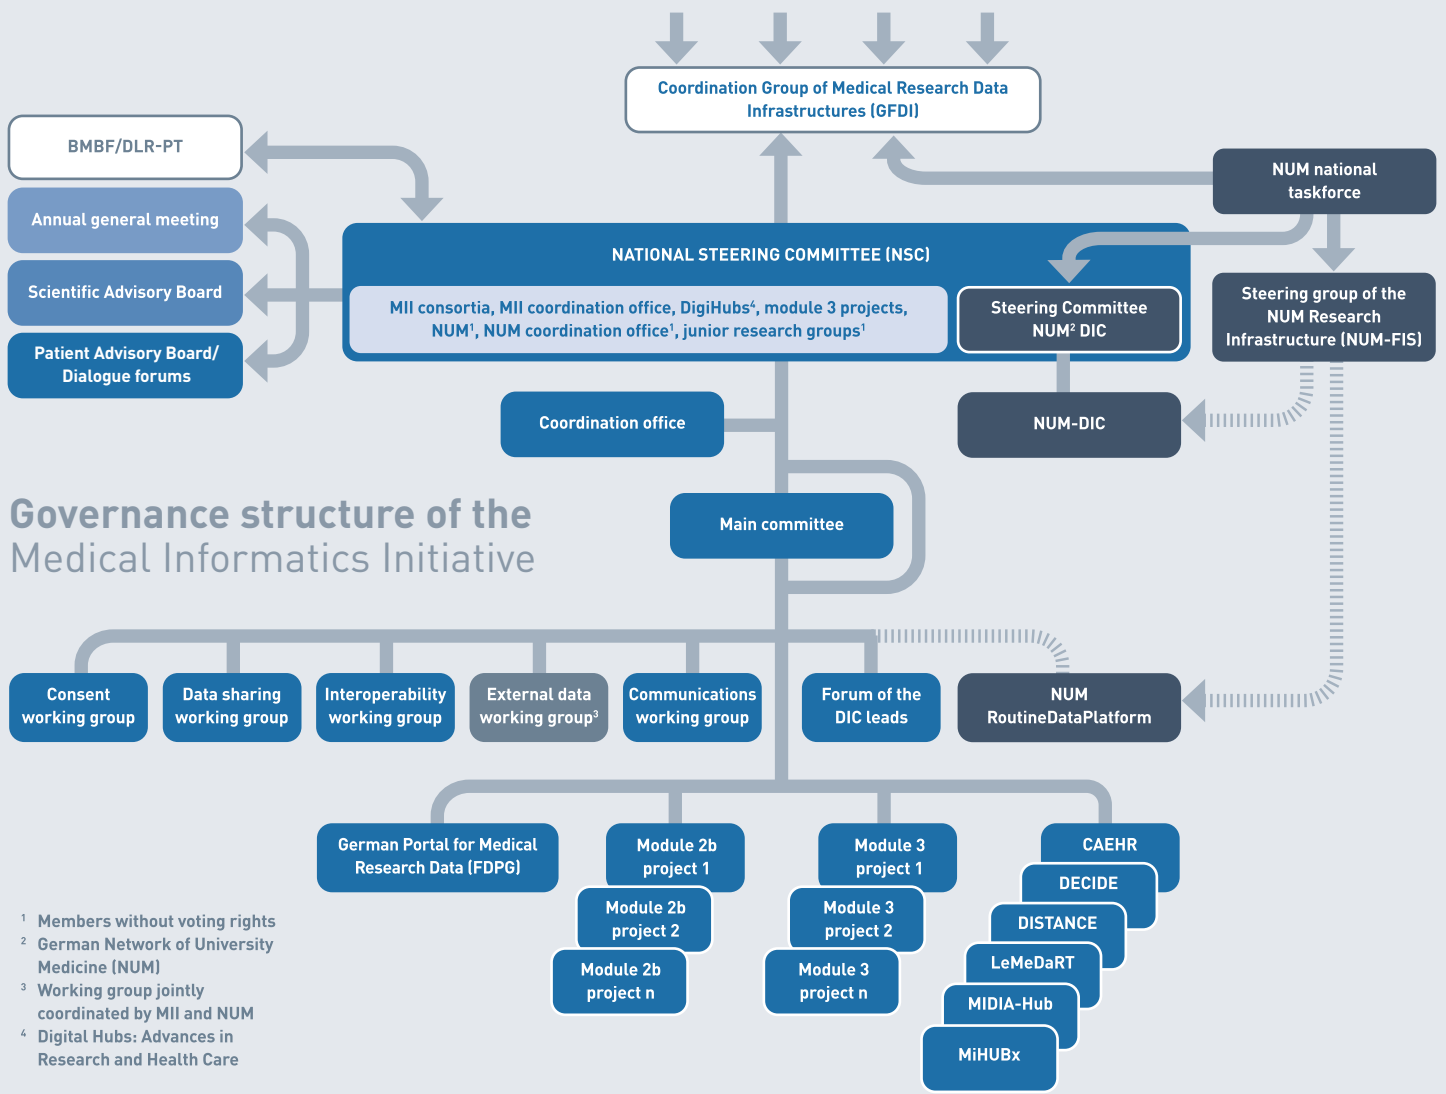 Coordination Group of Medical Research Data
Infrastructures (GFDI)
BMBF/DLR-PT
Annual general meeting
Scientific Advisory Board
Patient Advisory Board/
Dialogue forums
NUM national
taskforce
NATIONAL STEERING COMMITTEE (NSC)
MII consortia, MII coordination office, DigiHubs⁴, module 3 projects,
NUM¹, NUM coordination office¹, junior research groups¹
Steering Committee
NUM² DIC
Steering group of the
NUM Research
Infrastructure (NUM-FIS)
Coordination office
NUM-DIC
Governance structure of the
Medical Informatics Initiative
Main committee
Consent
working group
Data sharing
working group
Interoperability
working group
External data
working group³
Communications
working group
Forum of the
DIC leads
NUM
RoutineDataPlatform
German Portal for Medical
Research Data (FDPG)
Module 2b
project 1
Module 2b
project 2
Module 2b
project n
Module 3
project 1
Module 3
project 2
Module 3
project n
CAEHR
DECIDE
DISTANCE
LeMeDaRT
MIDIA-Hub
MiHUBx
¹ Members without voting rights
² German Network of University
Medicine (NUM)
³ Working group jointly
coordinated by MII and NUM
⁴ Digital Hubs: Advances in
Research and Health Care